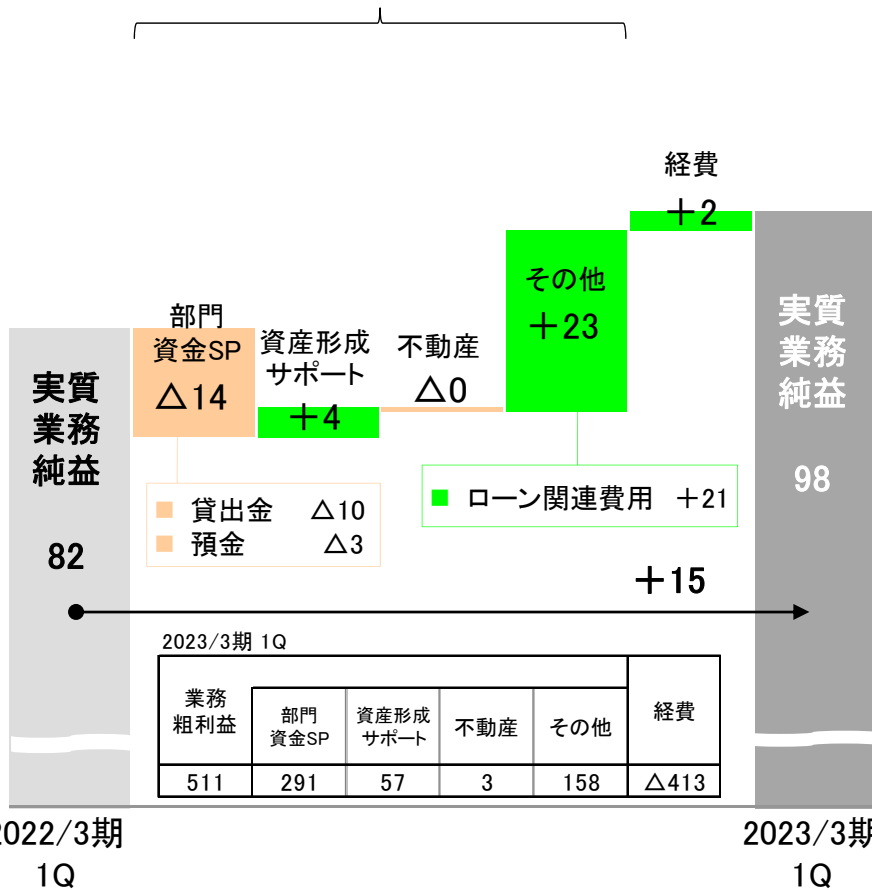 経費
＋2
その他
＋23
部門
資金SP
△14
資産形成
サポート
＋4
不動産
△0
実質
業務
純益
82
実質
業務
純益
98
■ 貸出金 △10
■ 預金 △3
■ ローン関連費用 ＋21
＋15
2023/3期 1Q
業務
粗利益
部門
資金SP
資産形成
サポート
不動産
その他
経費
511 291 57 3 158 △413
2022/3期
1Q
2023/3期
1Q